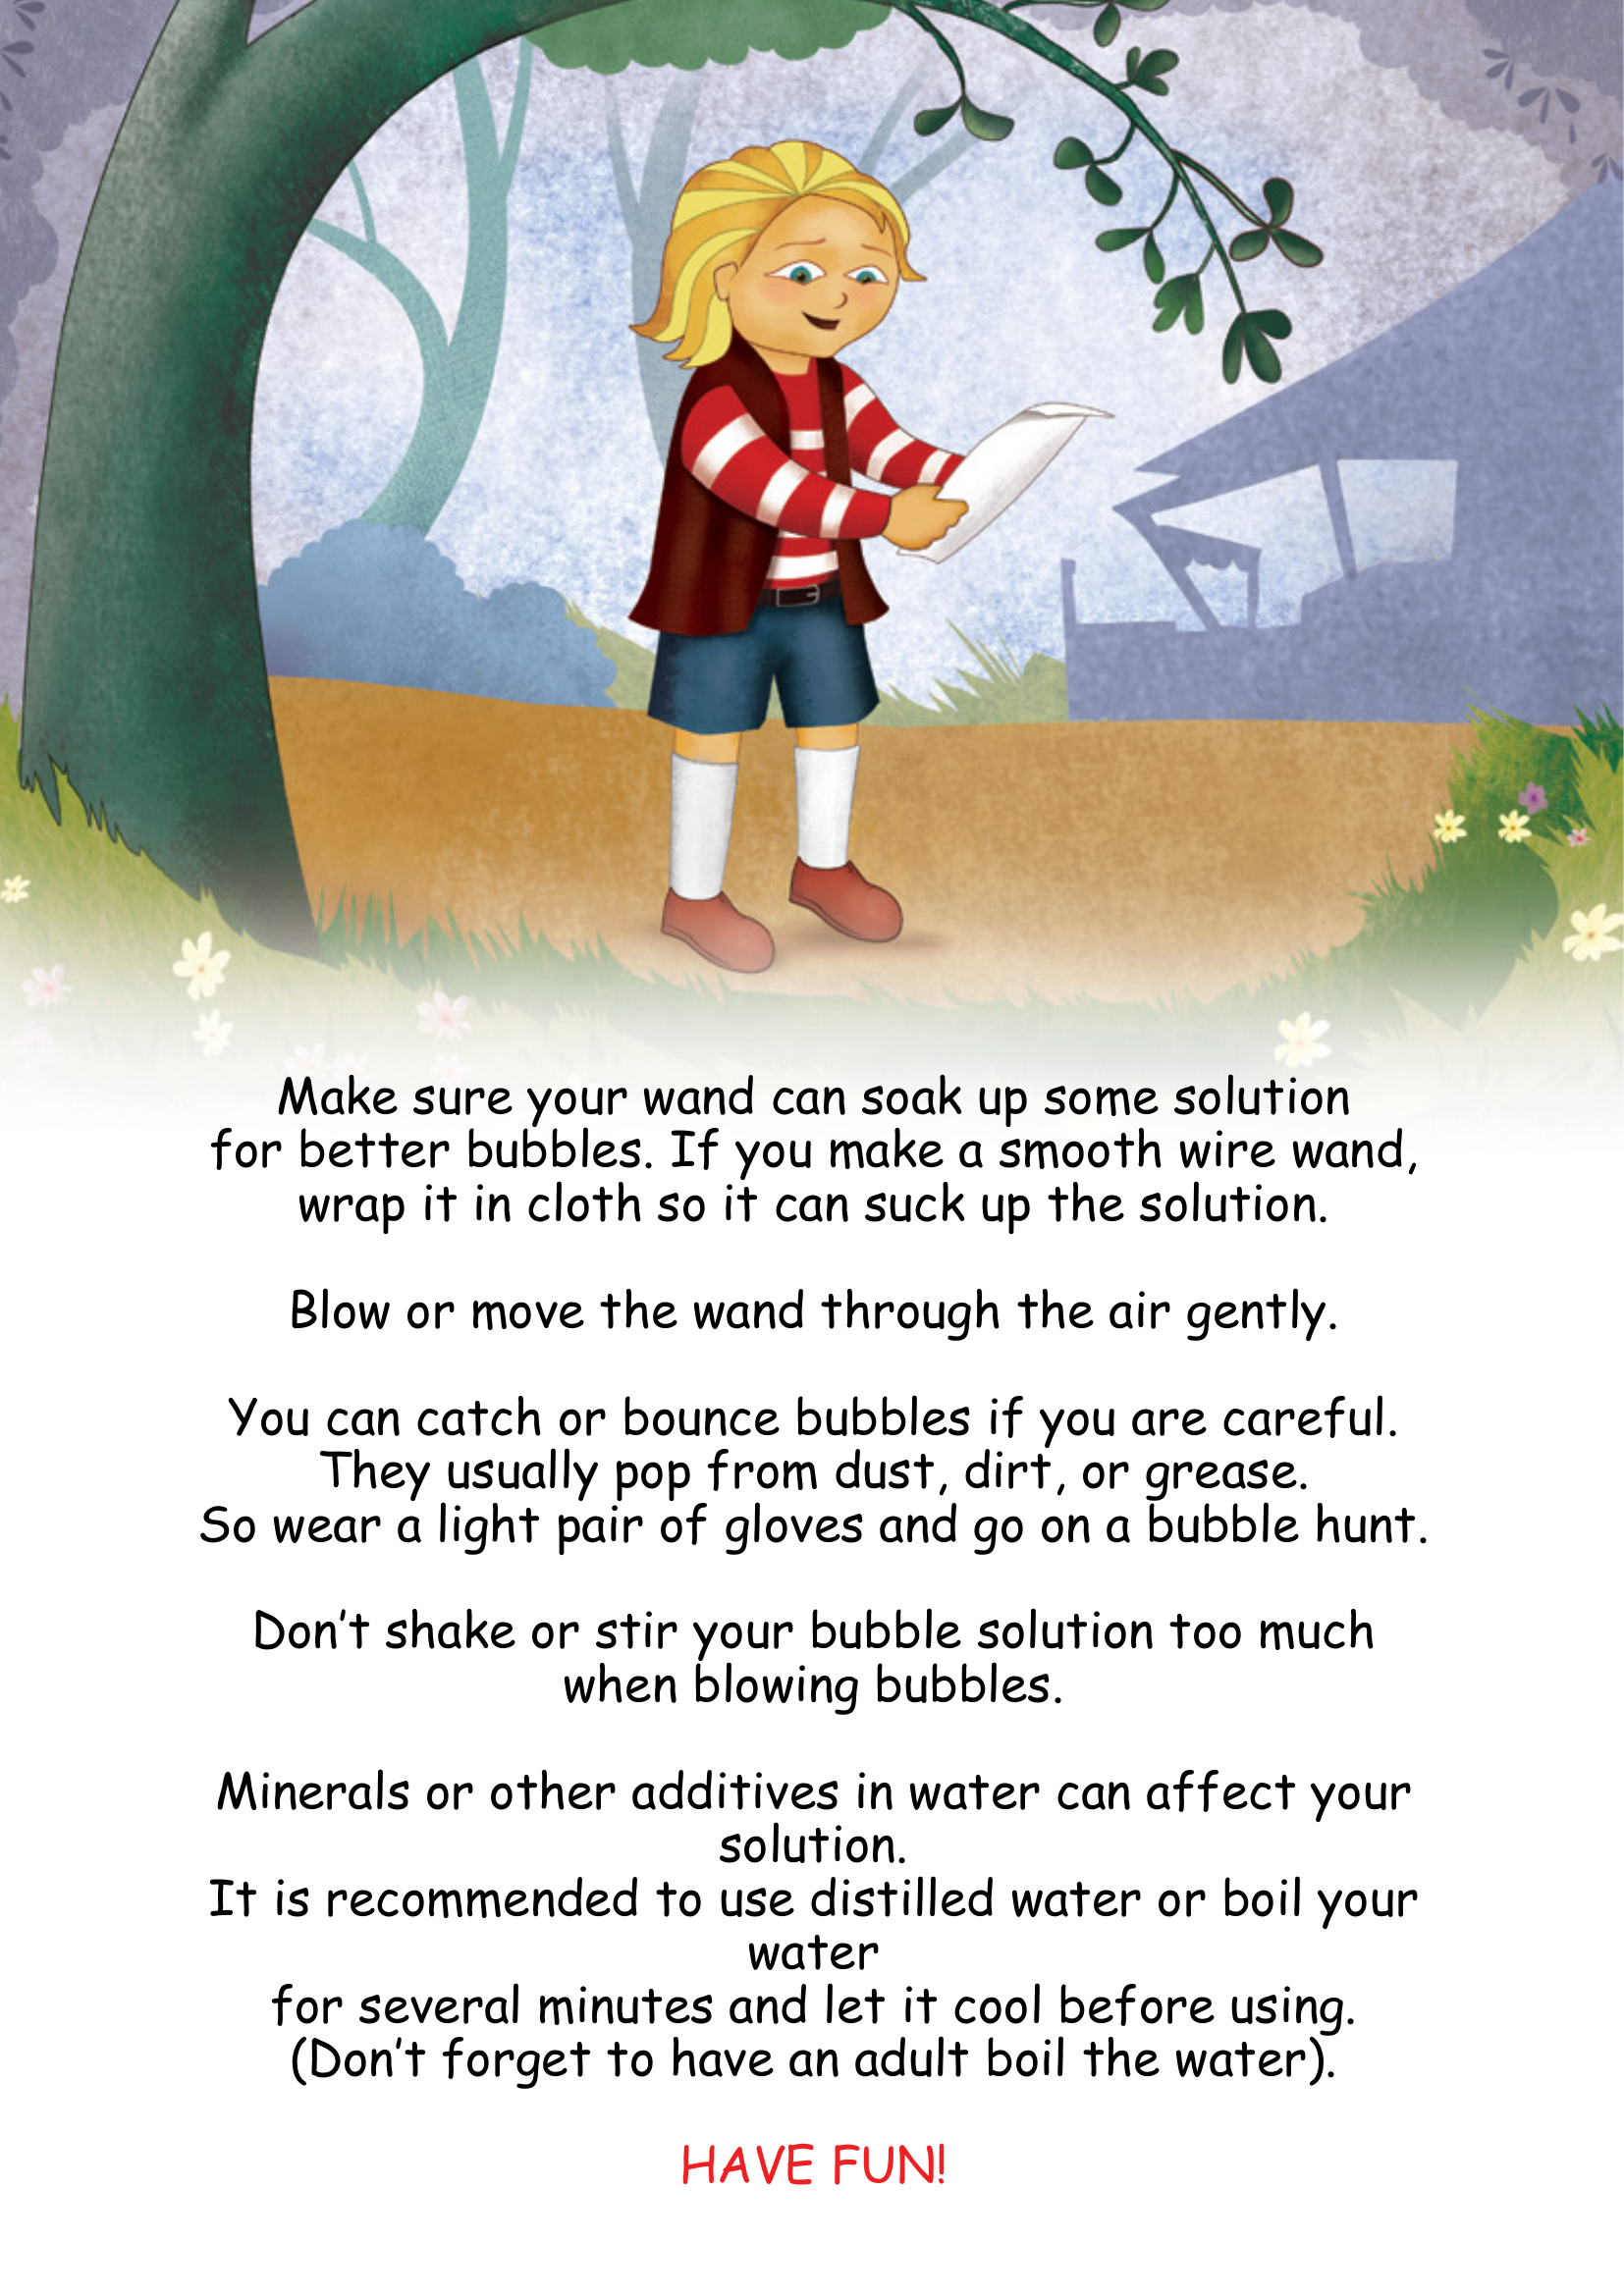 Make sure your wand can soak up some solution
for better bubbles. If you make a smooth wire wand,
wrap it in cloth so it can suck up the solution.
Blow or move the wand through the air gently.
You can catch or bounce bubbles if you are careful.
They usually pop from dust, dirt, or grease.
So wear a light pair of gloves and go on a bubble hunt.
Don't shake or stir your bubble solution too much
when blowing bubbles.
Minerals or other additives in water can affect your
solution.
It is recommended to use distilled water or boil your
water
for several minutes and let it cool before using.
(Don't forget to have an adult boil the water).
HAVE FUN!